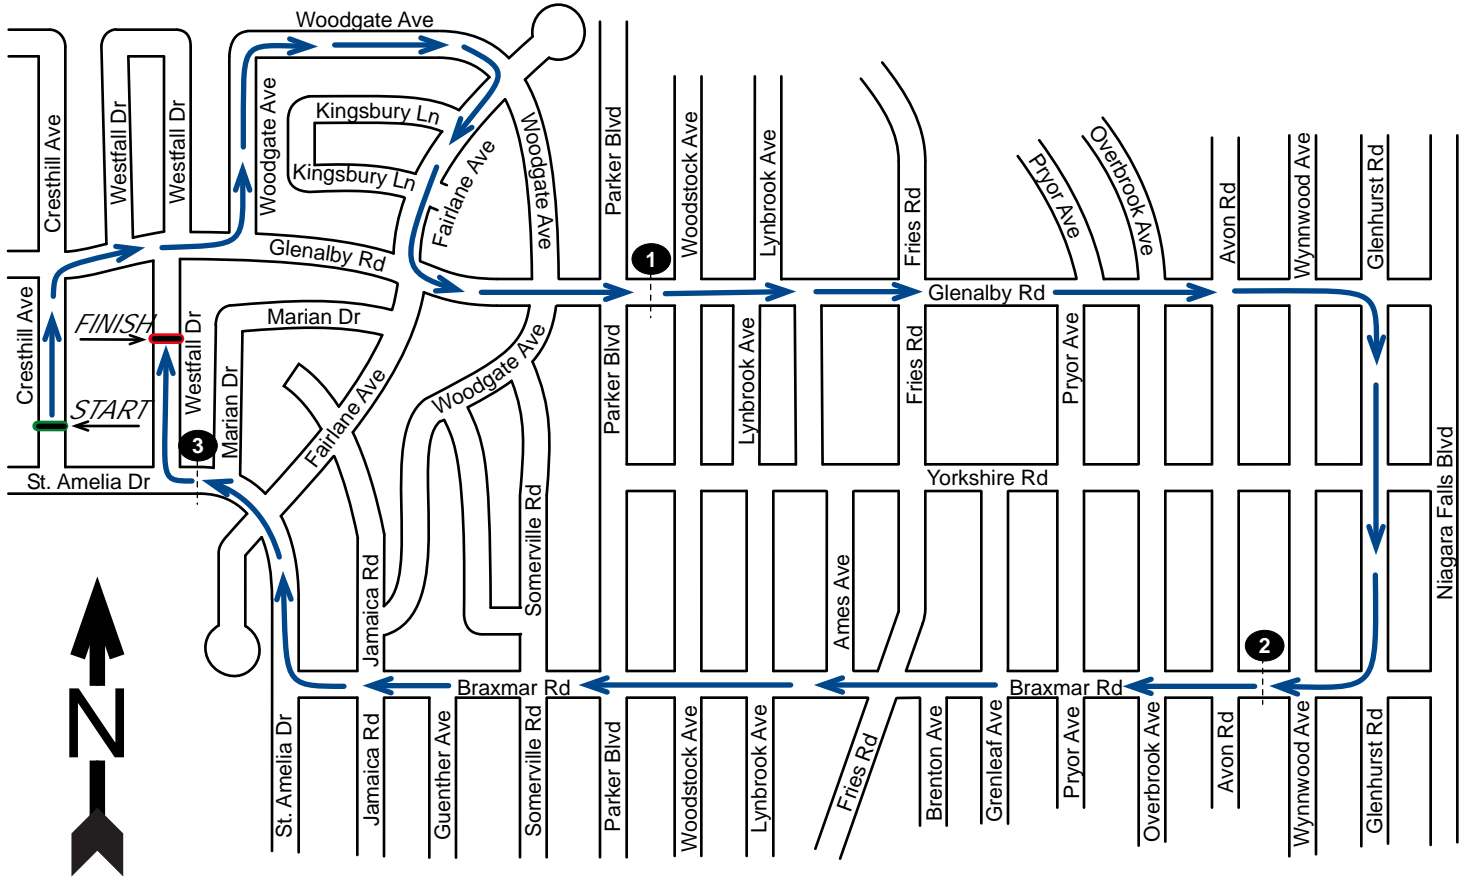 Woodgate Ave
Cresthill Ave
Westfall Dr
Westfall Dr
Woodgate Ave
Kingsbury Ln
Kingsbury Ln
Fairlane Ave
Woodgate Ave
Parker Blvd
Woodstock Ave
Lynbrook Ave
Fries Rd
Pryor Ave
Overbrook Ave
Avon Rd
Wynnwood Ave
Glenhurst Rd
Glenalby Rd
1
Glenalby Rd
Cresthill Ave
FINISH
START
Westfall Dr
Marian Dr
Marian Dr
Fairlane Ave
Woodgate Ave
Parker Blvd
Lynbrook Ave
Fries Rd
Pryor Ave
3
St. Amelia Dr
Yorkshire Rd
Niagara Falls Blvd
Jamaica Rd
Somerville Rd
Ames Ave
2
N
Braxmar Rd
Braxmar Rd
St. Amelia Dr
Jamaica Rd
Guenther Ave
Somerville Rd
Parker Blvd
Woodstock Ave
Lynbrook Ave
Fries Rd
Brenton Ave
Grenleaf Ave
Pryor Ave
Overbrook Ave
Avon Rd
Wynnwood Ave
Glenhurst Rd